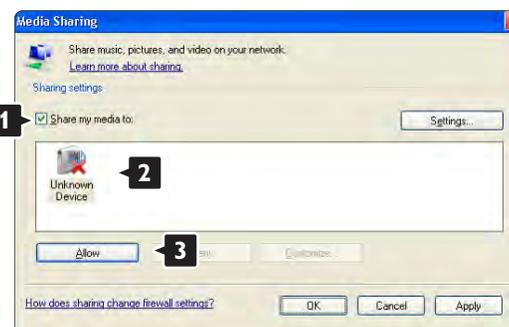 Media Sharing
Share music, pictures, and video on your network.
Learn more about sharing.
Sharing settings
1
Share my media to:
Settings...
2
Unknown
Device
Allow
3
Customize...
How does sharing change firewall settings?
OK
Cancel
Apply